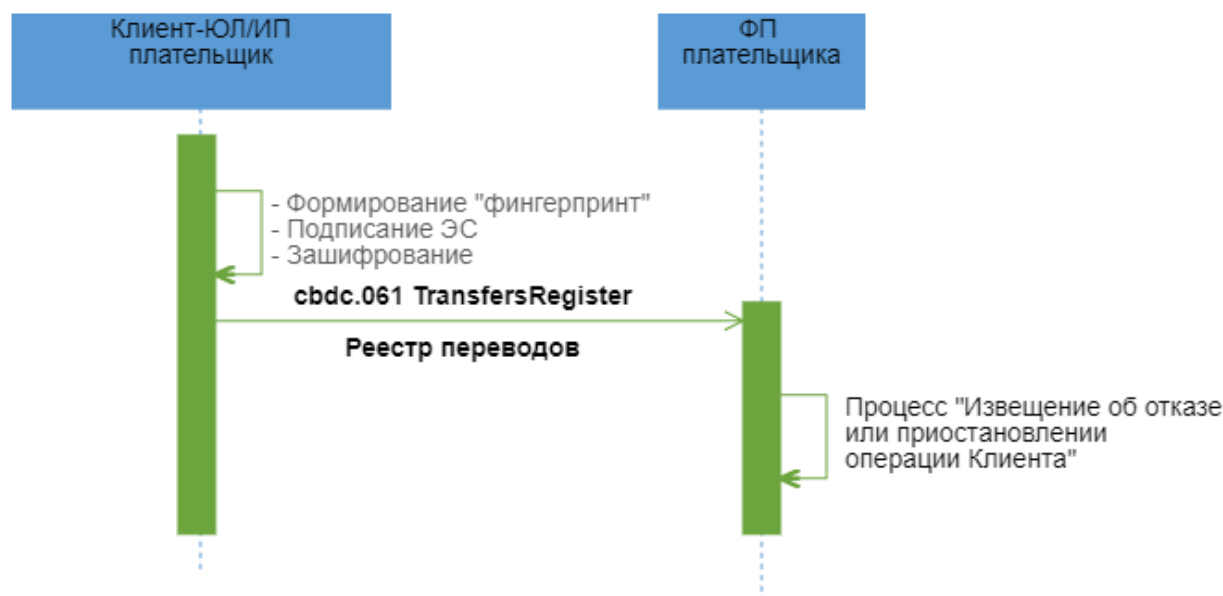 Клиент-ЮЛ/ИП
плательщик
ФП
плательщика
- Формирование "фингерпринт"
- Подписание ЭС
- Зашифрование
cbdc.061 TransfersRegister
Реестр переводов
Процесс "Извещение об отказе
или приостановлении
операции Клиента"